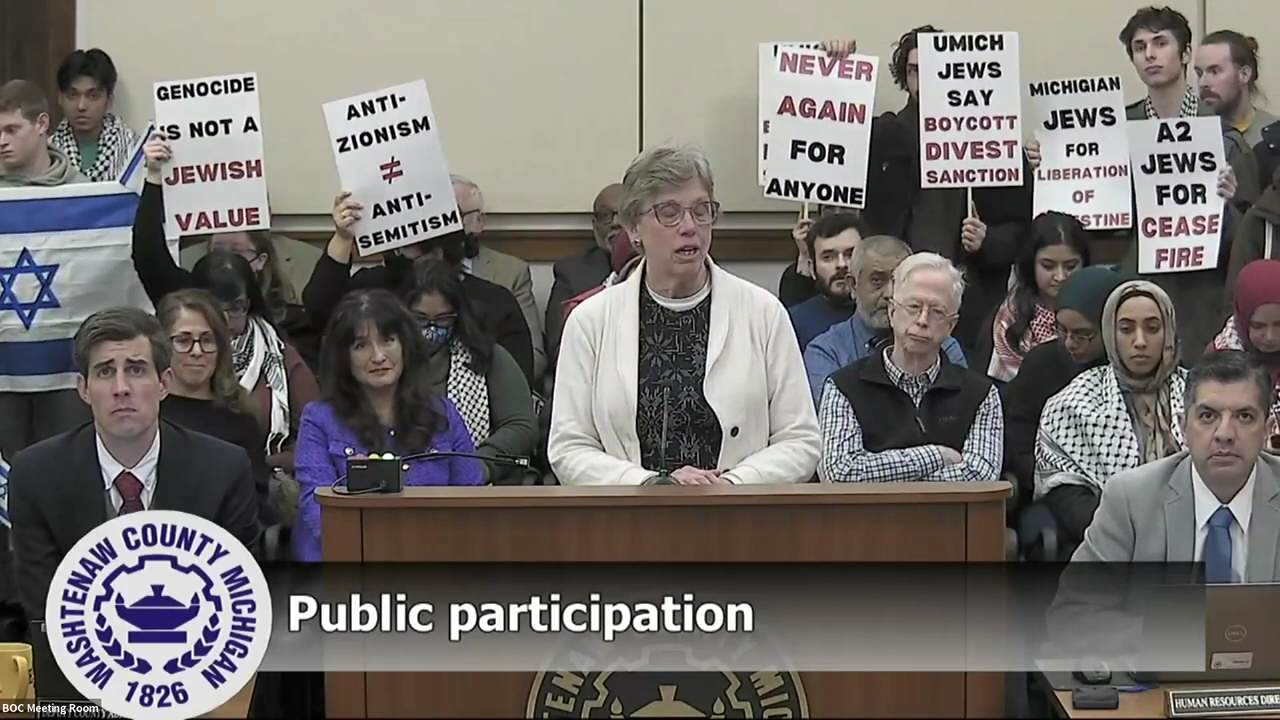 GENOCIDE
IS NOT A
JEWISH
VALUE
ANTI-
ZIONISM
≠
ANTI-
SEMITISM
NEVER
AGAIN
FOR
ANYONE
UMICH
JEWS
SAY
BOYCOTT
DIVEST
SANCTION
MICHIGIAN
JEWS
FOR
LIBERATION
OF
A2
JEWS
FOR
CEASE
FIRE
WASHTENAW COUNTY MICHIGAN
1826
Public participation
BOC Meeting Room
HUMAN RESOURCES DIRE
DELL